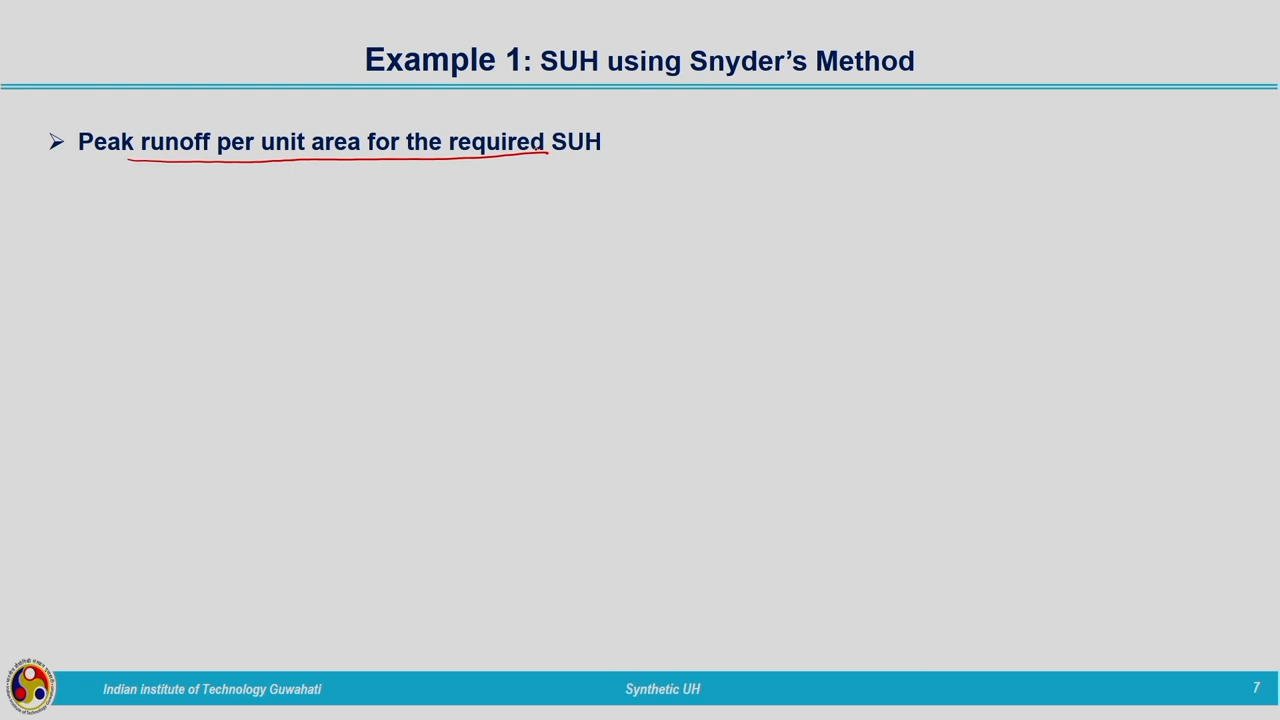 Example 1: SUH using Snyder's Method
➢ Peak runoff per unit area for the required SUH
Indian institute of Technology Guwahati
Synthetic UH
7